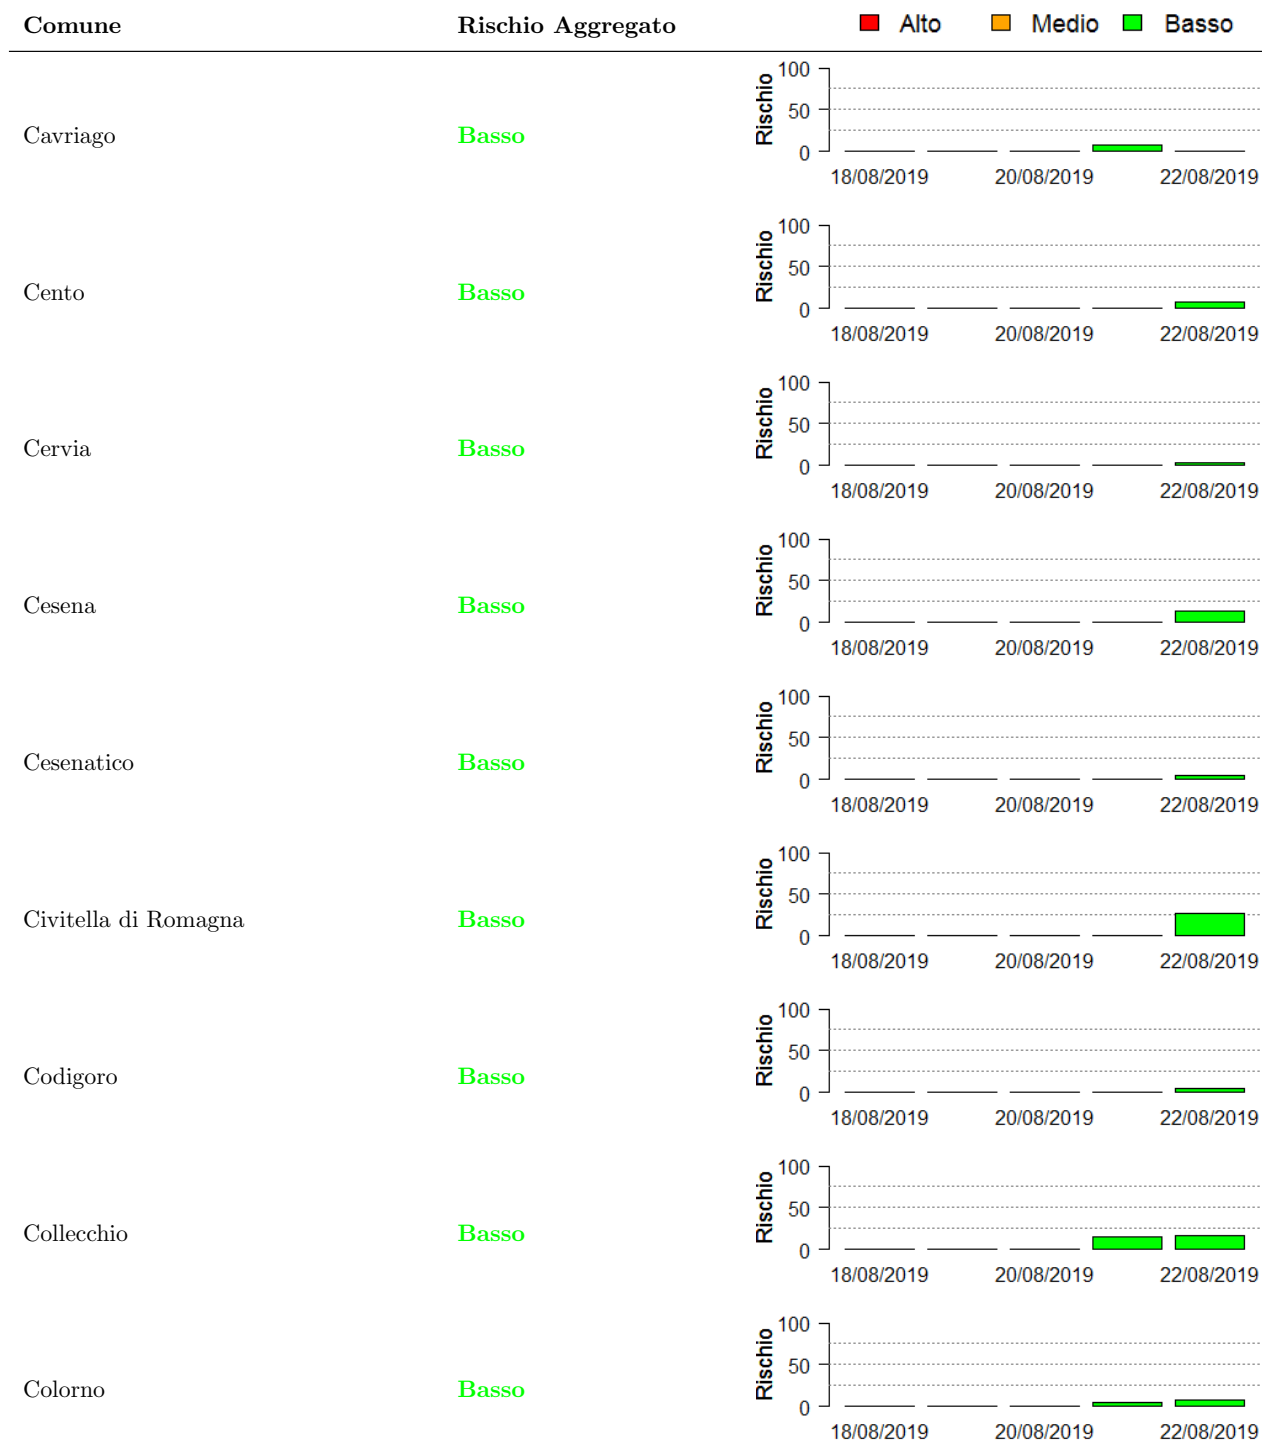 Comune Rischio Aggregato Alto Medio Basso
Cavriago Basso Rischio 100 50 0
18/08/2019 20/08/2019 22/08/2019
Cento Basso Rischio 100 50 0
18/08/2019 20/08/2019 22/08/2019
Cervia Basso Rischio 100 50 0
18/08/2019 20/08/2019 22/08/2019
Cesena Basso Rischio 100 50 0
18/08/2019 20/08/2019 22/08/2019
Cesenatico Basso Rischio 100 50 0
18/08/2019 20/08/2019 22/08/2019
Civitella di Romagna Basso Rischio 100 50 0
18/08/2019 20/08/2019 22/08/2019
Codigoro Basso Rischio 100 50 0
18/08/2019 20/08/2019 22/08/2019
Collecchio Basso Rischio 100 50 0
18/08/2019 20/08/2019 22/08/2019
Colorno Basso Rischio 100 50 0
18/08/2019 20/08/2019 22/08/2019